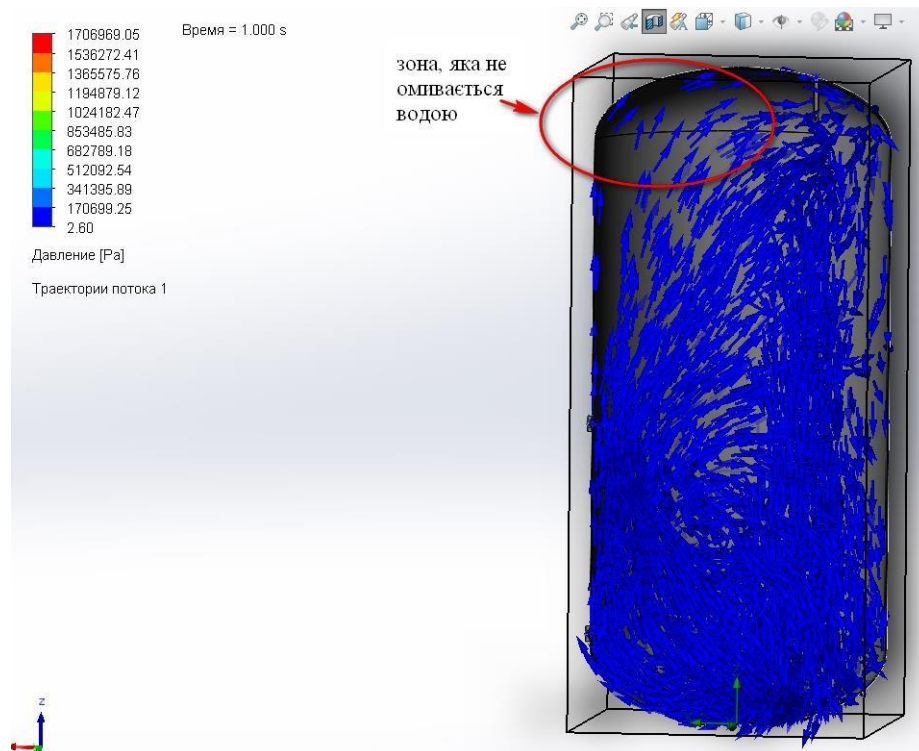 1706969.05
1536272.41
1365575.76
1194879.12
1024182.47
853485.83
682789.18
512092.54
341395.89
170699.25
2.60
Давление [Pa]
Траектории потока 1
Время = 1.000 s
зона, яка не
омивається
водою
z